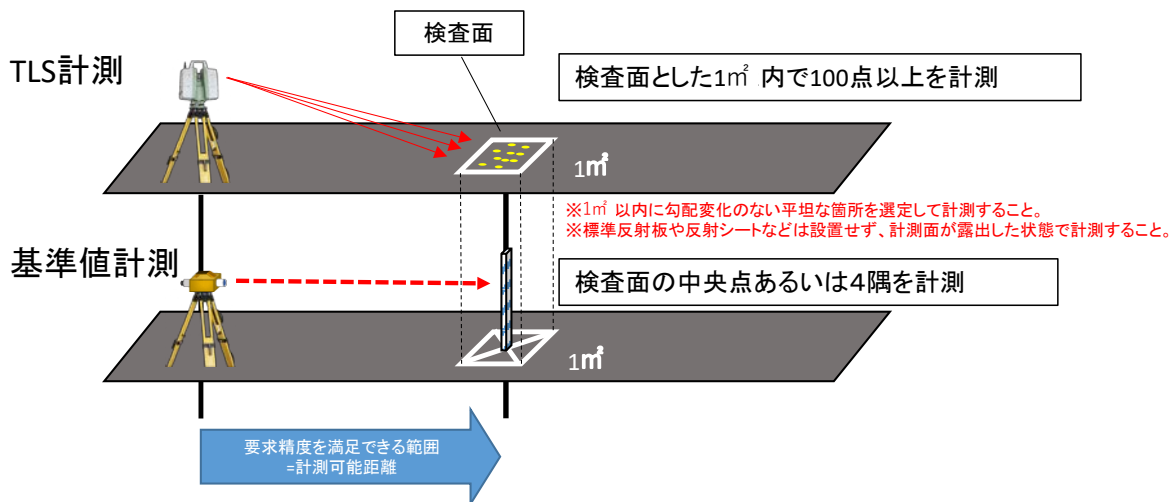 検査面
TLS計測
検査面とした1㎡ 内で100点以上を計測
1㎡
※1㎡ 以内に勾配変化のない平坦な箇所を選定して計測すること。
※標準反射板や反射シートなどは設置せず、計測面が露出した状態で計測すること。
基準値計測
検査面の中央点あるいは4隅を計測
1㎡
要求精度を満足できる範囲
=計測可能距離